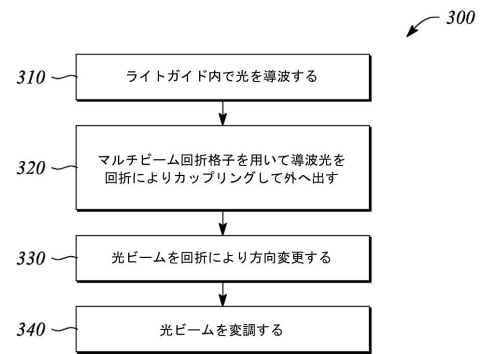 300
310
ライトガイド内で光を導波する
320
マルチビーム回折格子を用いて導波光を
回折によりカップリングして外へ出す
330
光ビームを回折により方向変更する
340
光ビームを変調する